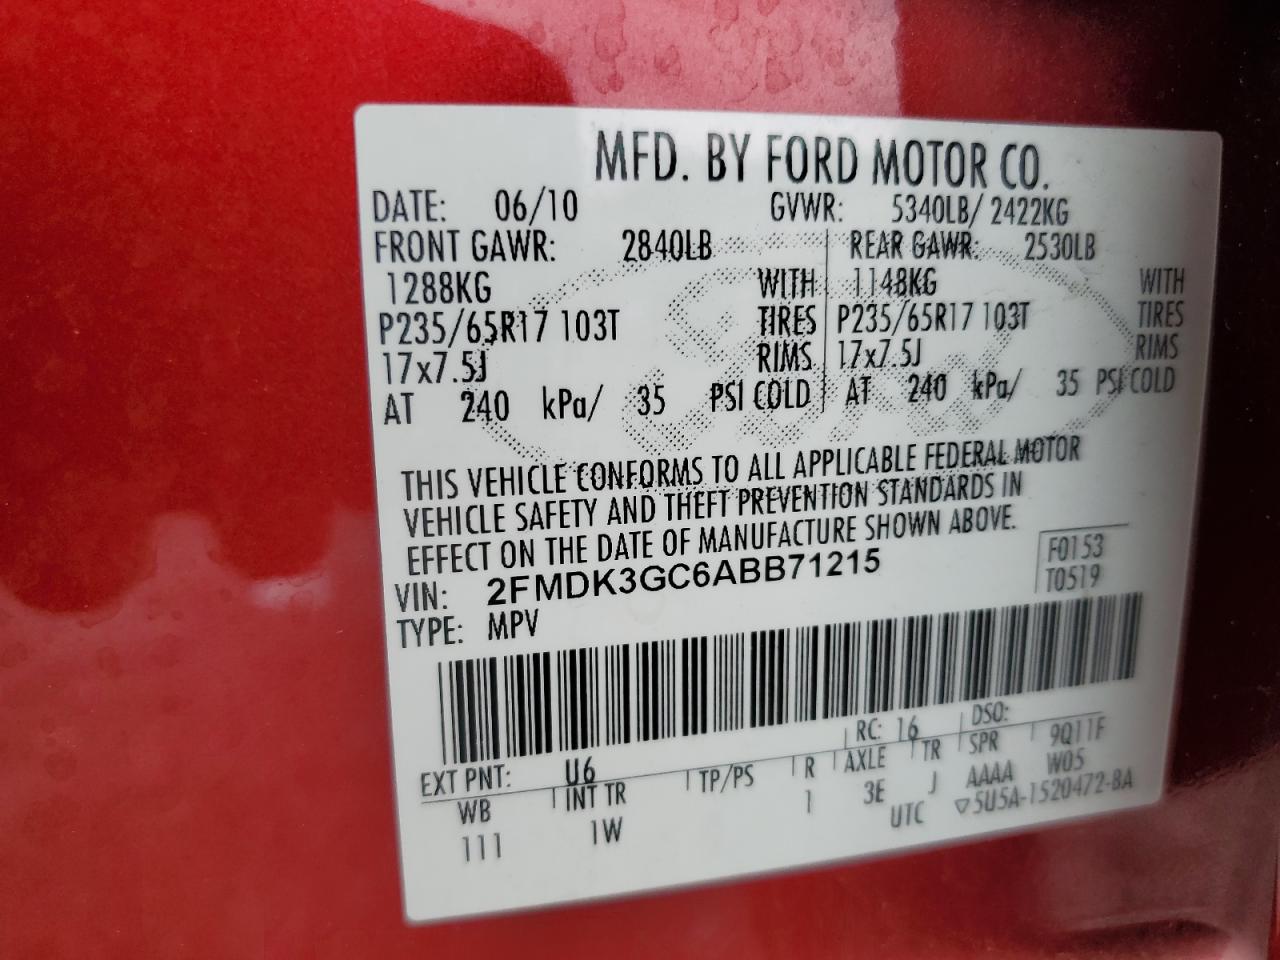 MFD. BY FORD MOTOR CO.
DATE: 06/10 GVWR: 5340LB/ 2422KG
FRONT GAWR: 2840LB REAR GAWR: 2530LB
1288KG WITH 1148KG WITH
P235/65R17 103T TIRES P235/65R17 103T TIRES
17x7.5J RIMS 17x7.5J RIMS
AT 240 kPa/ 35 PSI COLD AT 240 kPa/ 35 PSI COLD
THIS VEHICLE CONFORMS TO ALL APPLICABLE FEDERAL MOTOR
VEHICLE SAFETY AND THEFT PREVENTION STANDARDS IN
EFFECT ON THE DATE OF MANUFACTURE SHOWN ABOVE.
F0153
VIN: 2FMDK3GC6ABB71215
T0519
TYPE: MPV
EXT PNT: U6 RC: 16 DSO:
WB INT TR TP/PS R AXLE TR SPR 9Q11F
111 1W 1 3E J AAAA W05
UTC ▽5U5A-1520472-BA